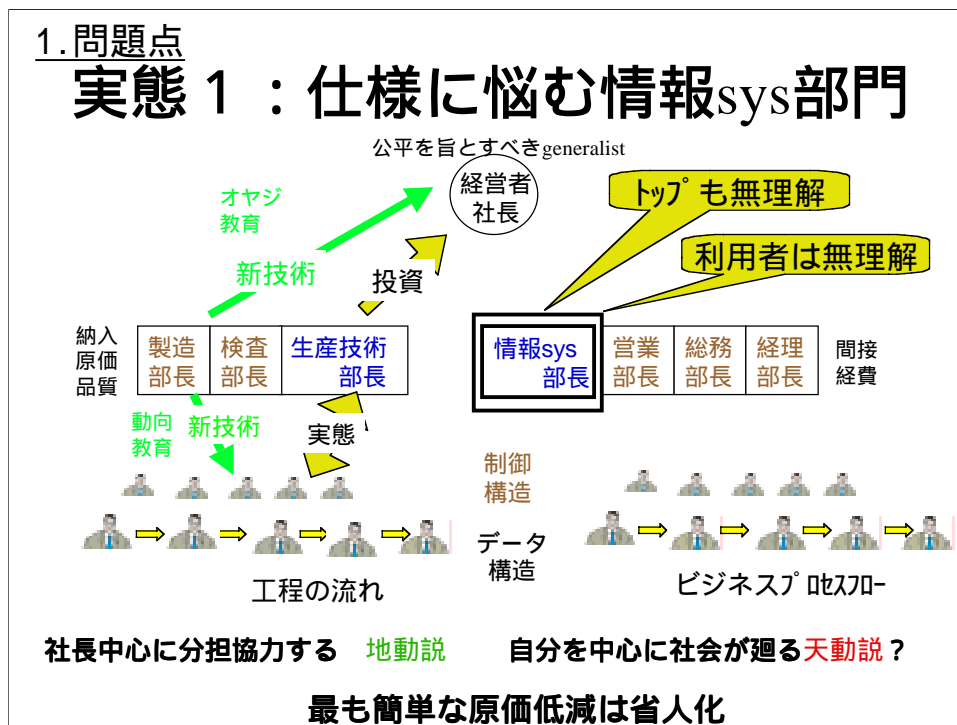 1.問題点
実態１：仕様に悩む情報sys部門
公平を旨とすべきgeneralist
経営者
社長
ﾄｯﾌﾟも無理解
利用者は無理解
オヤジ
教育
新技術
投資
納入
原価
品質
製造
部長
検査
部長
生産技術
部長
情報sys
部長
営業
部長
総務
部長
経理
部長
間接
経費
動向
教育
新技術
実態
制御
構造
データ
構造
工程の流れ
ビジネスﾌﾟﾛｾｽﾌﾛｰ
社長中心に分担協力する　地動説
自分を中心に社会が廻る天動説？
最も簡単な原価低減は省人化